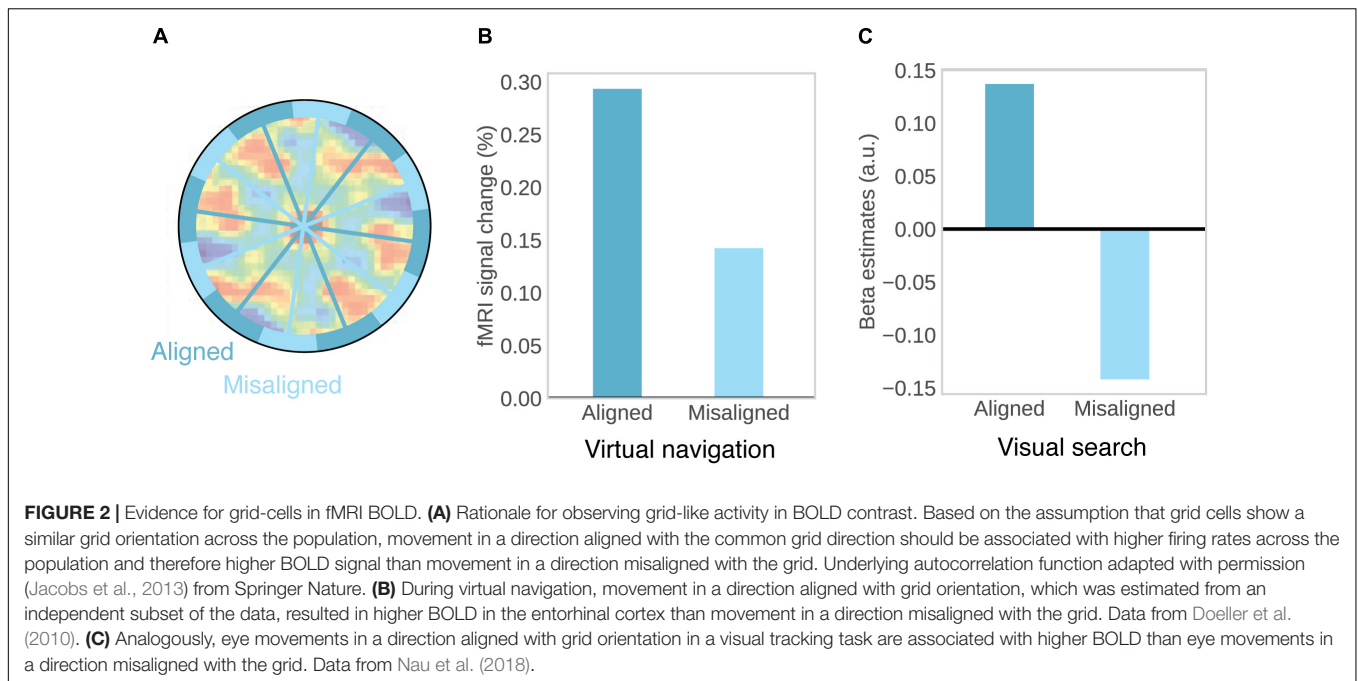 A
Aligned
Misaligned
B
fMRI signal change (%)
0.30
0.25
0.20
0.15
0.10
0.05
0.00
Aligned Misaligned
Virtual navigation
C
Beta estimates (a.u.)
0.15
0.10
0.05
0.00
−0.05
−0.10
−0.15
Aligned Misaligned
Visual search
FIGURE 2 | Evidence for grid-cells in fMRI BOLD. (A) Rationale for observing grid-like activity in BOLD contrast. Based on the assumption that grid cells show a
similar grid orientation across the population, movement in a direction aligned with the common grid direction should be associated with higher firing rates across the
population and therefore higher BOLD signal than movement in a direction misaligned with the grid. Underlying autocorrelation function adapted with permission
(Jacobs et al., 2013) from Springer Nature. (B) During virtual navigation, movement in a direction aligned with grid orientation, which was estimated from an
independent subset of the data, resulted in higher BOLD in the entorhinal cortex than movement in a direction misaligned with the grid. Data from Doeller et al.
(2010). (C) Analogously, eye movements in a direction aligned with grid orientation in a visual tracking task are associated with higher BOLD than eye movements in
a direction misaligned with the grid. Data from Nau et al. (2018).